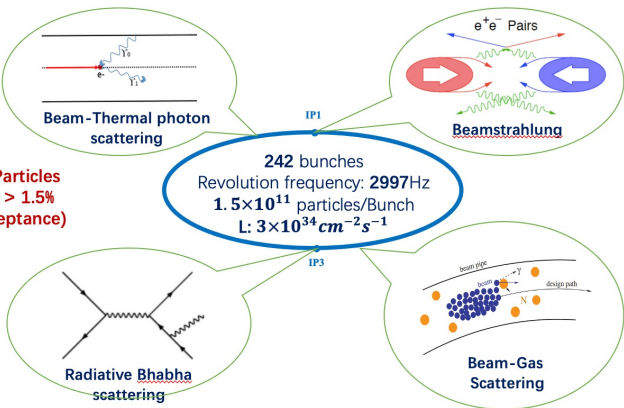 γ₀
e-
γ₁
Beam-Thermal photon
scattering
e⁺e⁻ Pairs
Beamstrahlung
IP1
242 bunches
Revolution frequency: 2997Hz
1.5×10¹¹ particles/Bunch
L: 3×10³⁴cm⁻²s⁻¹
IP3
Particles
> 1.5%
eptance)
Radiative Bhabha
scattering
beam pipe
γ
beam
design path
N
Beam-Gas
Scattering